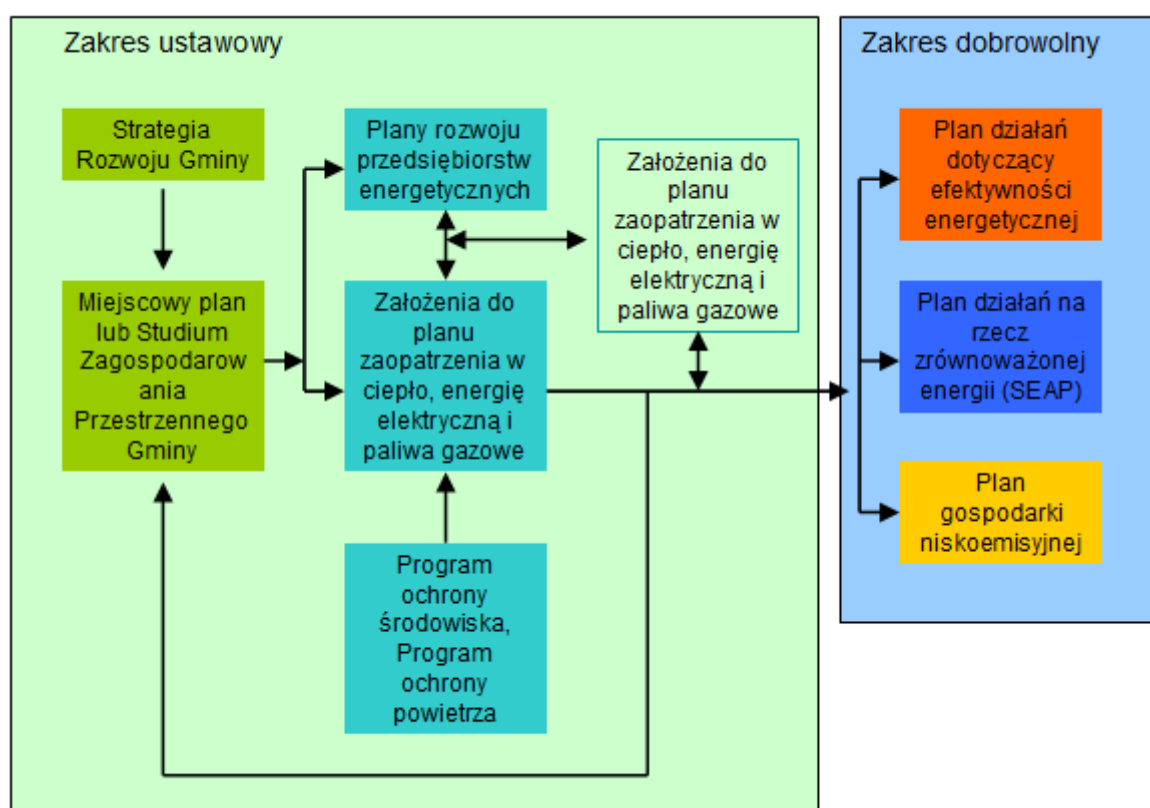 Zakres ustawowy
Strategia
Rozwoju Gminy
Miejscowy plan
lub Studium
Zagospodarow
ania
Przestrzennego
Gminy
Plany rozwoju
przedsiębiorstw
energetycznych
Założenia do
planu
zaopatrzenia w
ciepło, energię
elektryczną i
paliwa gazowe
Program
ochrony
środowiska,
Program
ochrony
powietrza
Założenia do
planu
zaopatrzenia w
ciepło, energię
elektryczną i
paliwa gazowe
Zakres dobrowolny
Plan działań
dotyczący
efektywności
energetycznej
Plan działań na
rzecz
zrównoważonej
energii (SEAP)
Plan
gospodarki
niskoemisyjnej